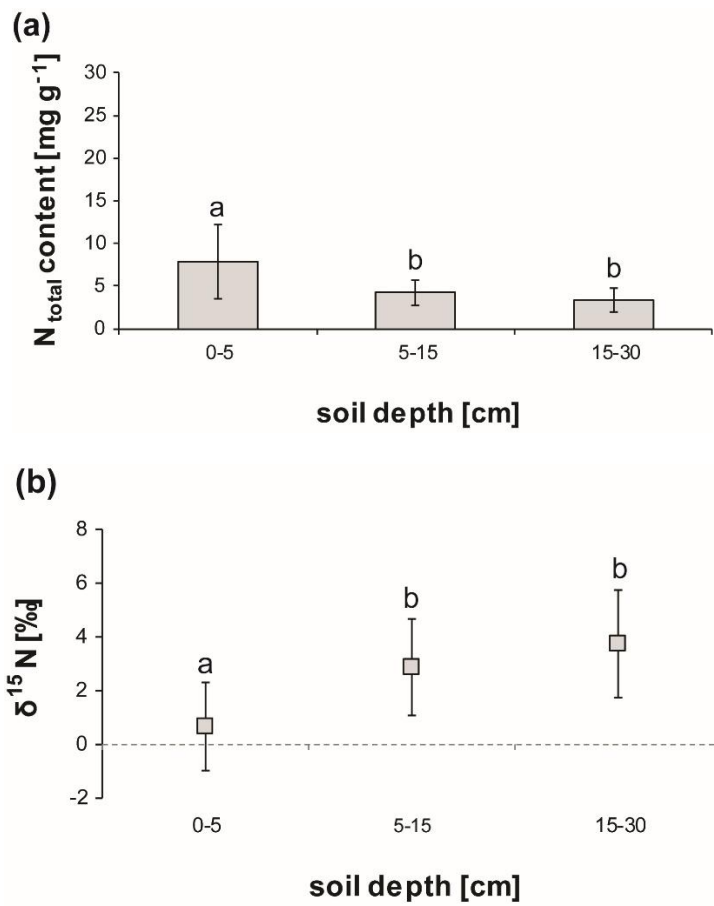 (a)
N_total content [mg g⁻¹]
30
25
20
15
10
5
0
a
b
b
0-5
5-15
15-30
soil depth [cm]
(b)
δ¹⁵N [‰]
8
6
4
2
0
-2
a
b
b
0-5
5-15
15-30
soil depth [cm]